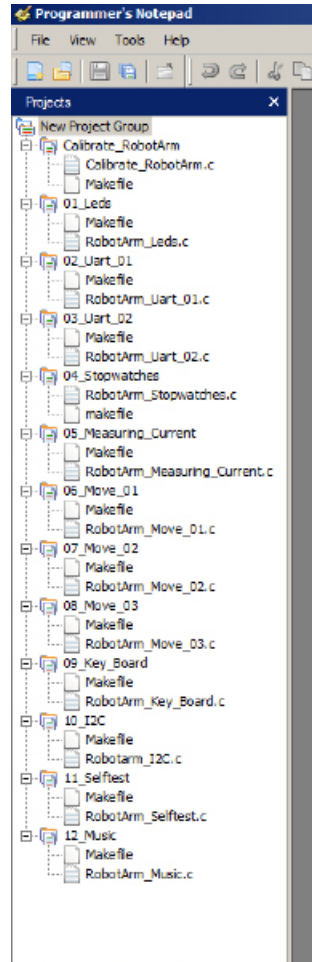 Programmer's Notepad
File View Tools Help
Projects
New Project Group
Calibrate_RobotArm
Calibrate_RobotArm.c
Makefile
01_Leds
Makefile
RobotArm_Leds.c
02_Uart_01
Makefile
RobotArm_Uart_01.c
03_Uart_02
Makefile
RobotArm_Uart_02.c
04_Stopwatches
RobotArm_Stopwatches.c
makefile
05_Measuring_Current
Makefile
RobotArm_Measuring_Current.c
06_Move_01
Makefile
RobotArm_Move_01.c
07_Move_02
Makefile
RobotArm_Move_02.c
08_Move_03
Makefile
RobotArm_Move_03.c
09_Key_Board
Makefile
RobotArm_Key_Board.c
10_I2C
Makefile
Robotarm_I2C.c
11_Selftest
Makefile
RobotArm_Selftest.c
12_Music
Makefile
RobotArm_Music.c